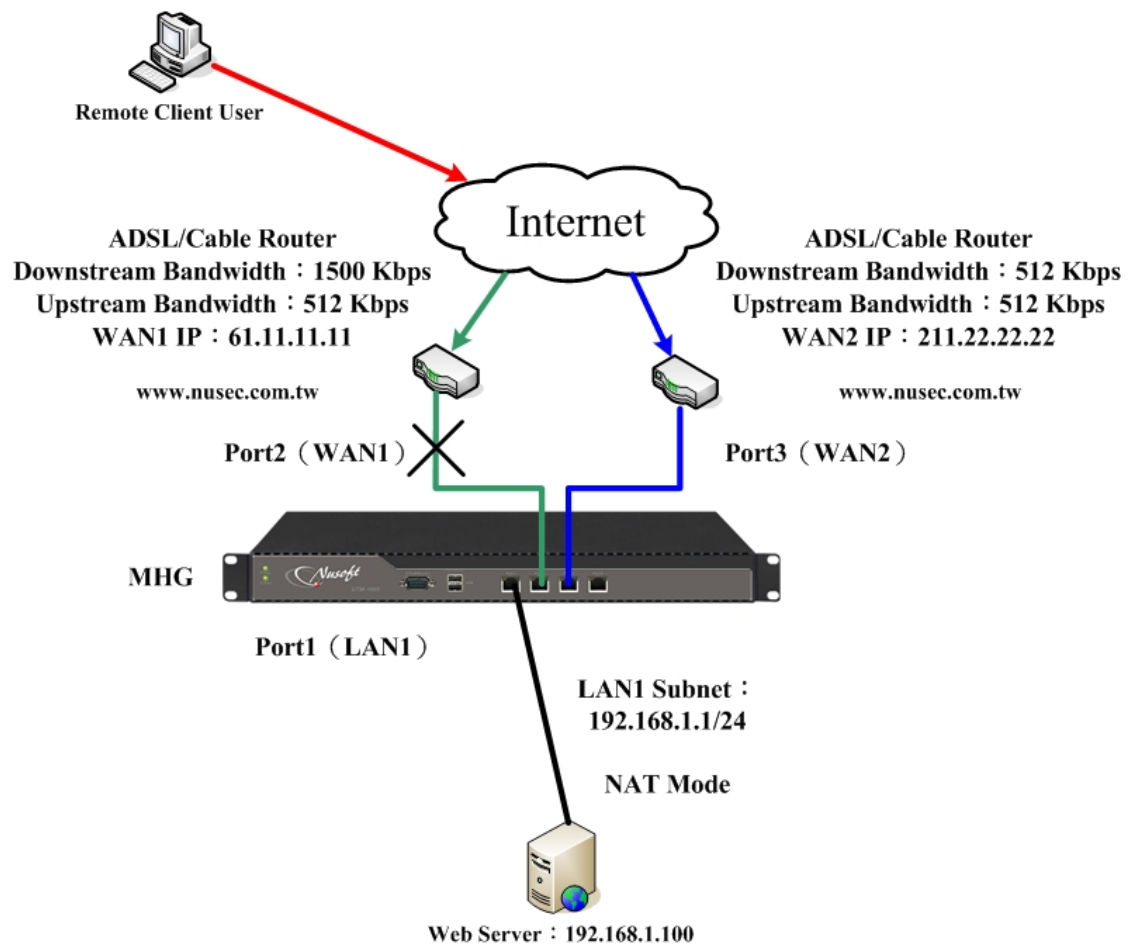 Remote Client User
Internet
ADSL/Cable Router
Downstream Bandwidth：1500 Kbps
Upstream Bandwidth：512 Kbps
WAN1 IP：61.11.11.11
www.nusec.com.tw
ADSL/Cable Router
Downstream Bandwidth：512 Kbps
Upstream Bandwidth：512 Kbps
WAN2 IP：211.22.22.22
www.nusec.com.tw
Port2（WAN1）
Port3（WAN2）
MHG
Nusoft
Port1（LAN1）
LAN1 Subnet：
192.168.1.1/24
NAT Mode
Web Server：192.168.1.100